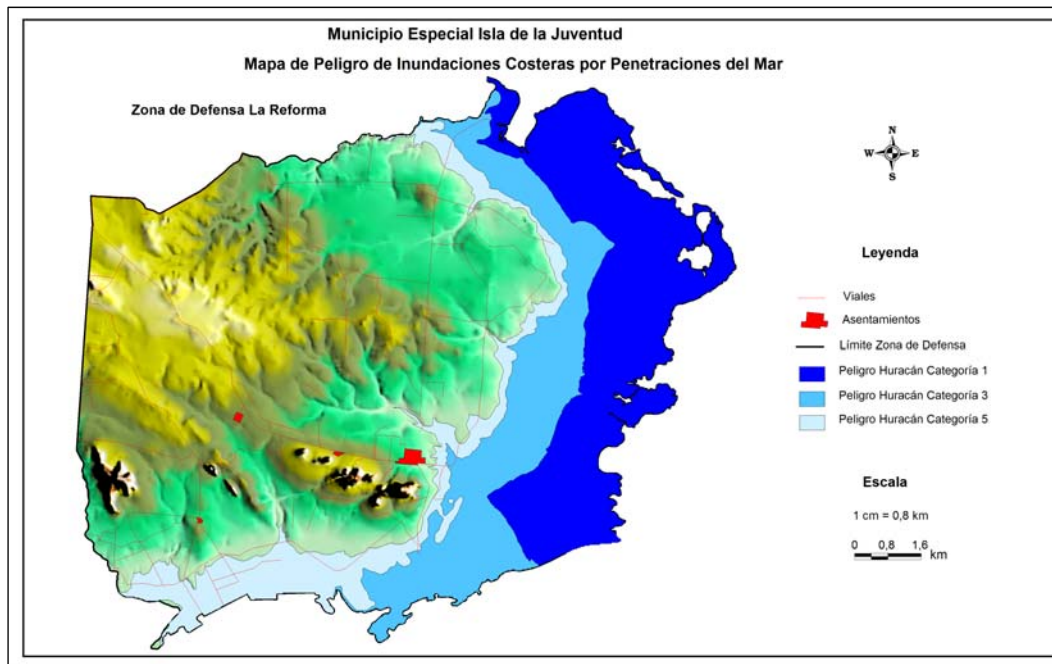 Municipio Especial Isla de la Juventud
Mapa de Peligro de Inundaciones Costeras por Penetraciones del Mar
Zona de Defensa La Reforma
N
W E
S
Leyenda
Viales
Asentamientos
Límite Zona de Defensa
Peligro Huracán Categoría 1
Peligro Huracán Categoría 3
Peligro Huracán Categoría 5
Escala
1 cm = 0,8 km
0 0,8 1,6
km